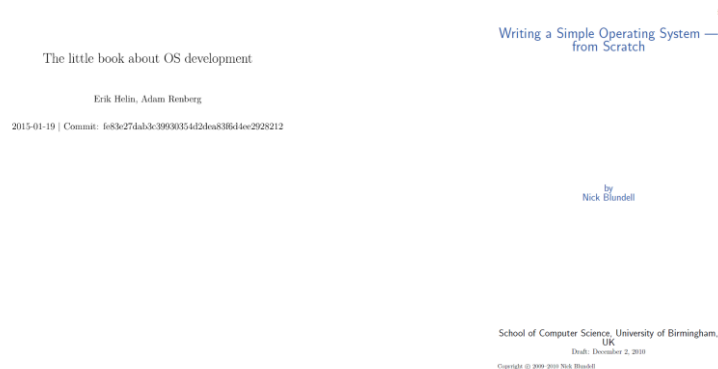 The little book about OS development
Erik Helin, Adam Renberg
2015-01-19 | Commit: fe83e27dab3c39930354d2dea83f6d4ee2928212
Writing a Simple Operating System —
from Scratch
by
Nick Blundell
School of Computer Science, University of Birmingham,
UK
Draft: December 2, 2010
Copyright © 2009–2010 Nick Blundell